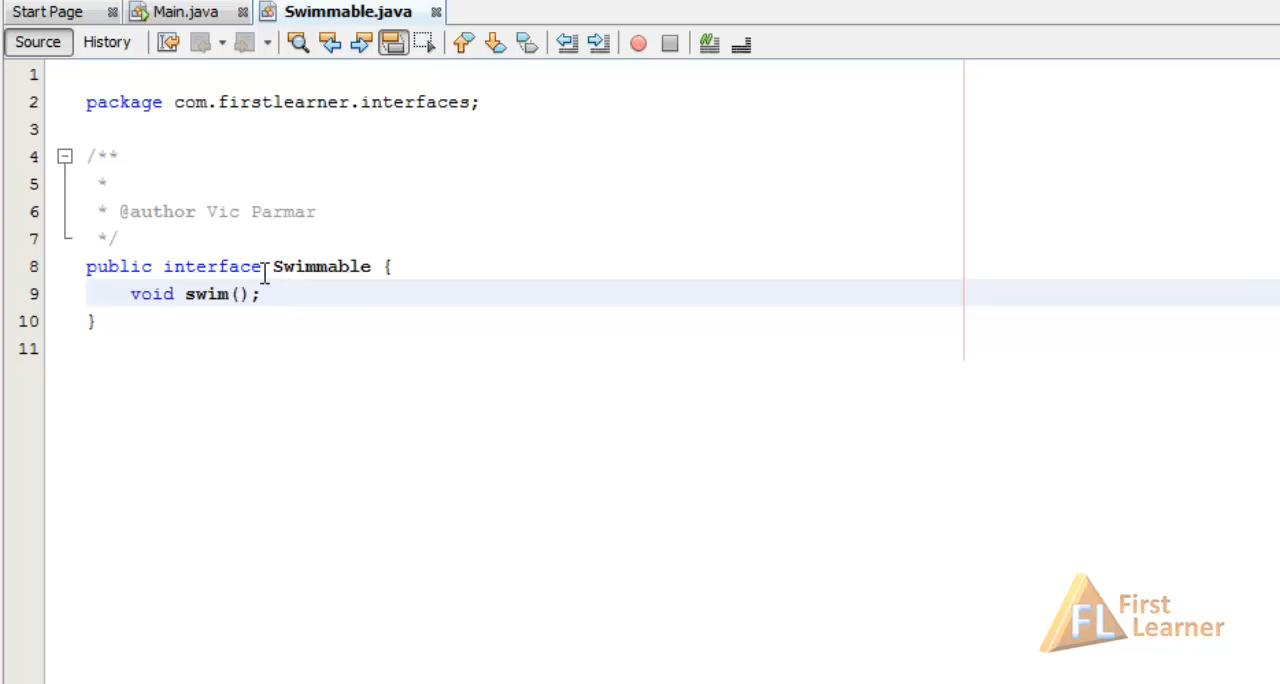 Start Page Main.java Swimmable.java
Source History
1
2 package com.firstlearner.interfaces;
3
4 /**
5 *
6 * @author Vic Parmar
7 */
8 public interface Swimmable {
9 void swim();
10 }
11
FL First
Learner